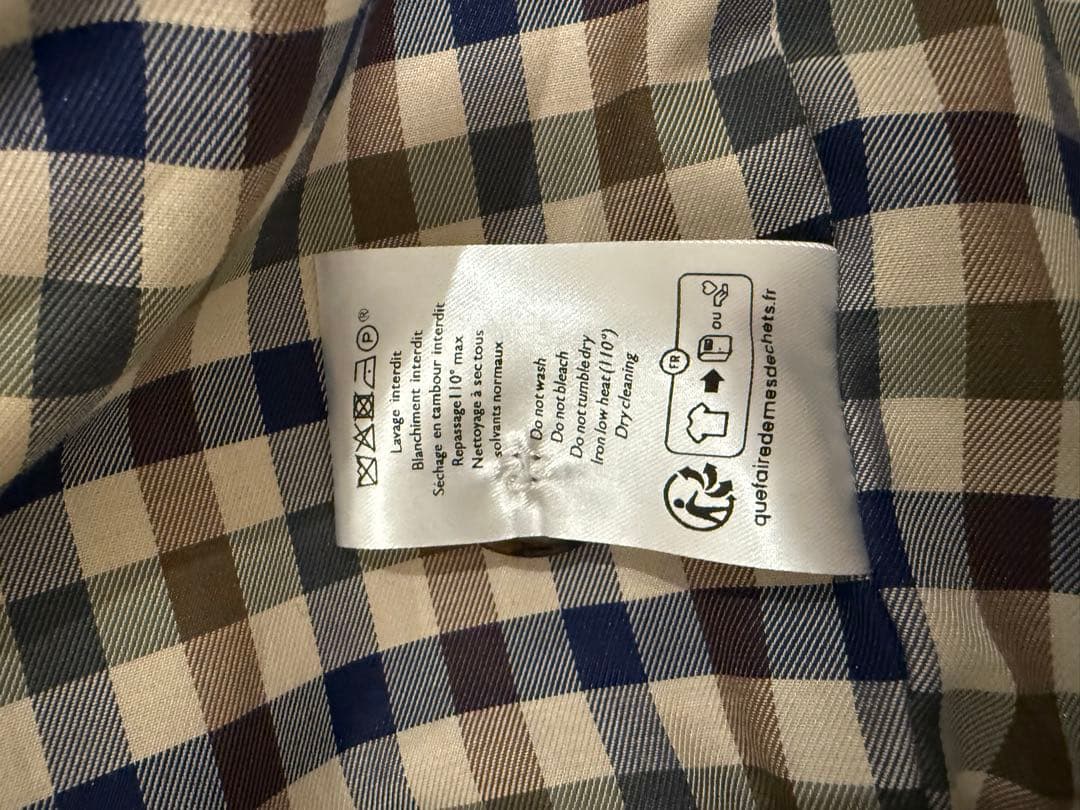 P ®
Lavage interdit
Blanchiment interdit
Séchage en tambour interdit
Repassage 110° max
Nettoyage à sec tous
solvants normaux
Do not wash
Do not bleach
Do not tumble dry
Iron low heat (110°)
Dry cleaning
FR
ou
quefairedemesdechets.fr